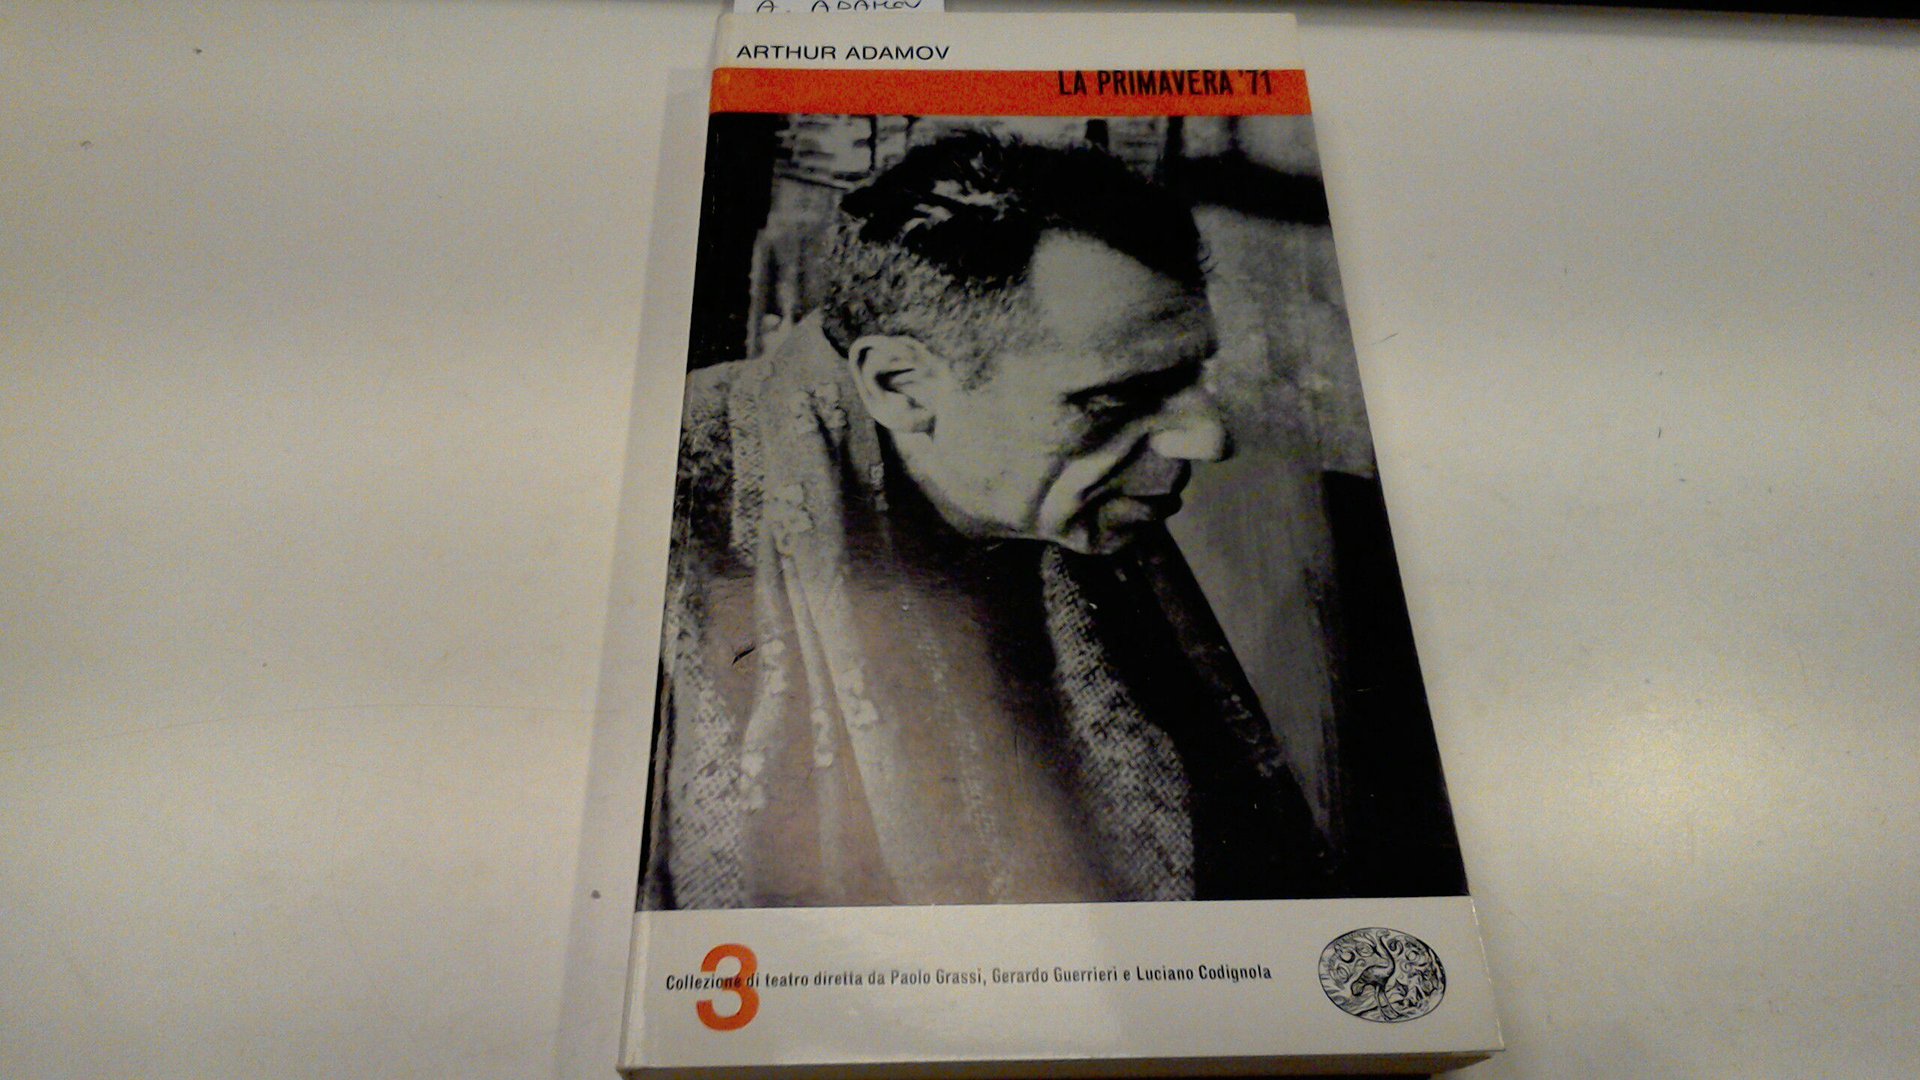 A. ADAMOV
ARTHUR ADAMOV
LA PRIMAVERA '71
3
Collezione di teatro diretta da Paolo Grassi, Gerardo Guerrieri e Luciano Codignola